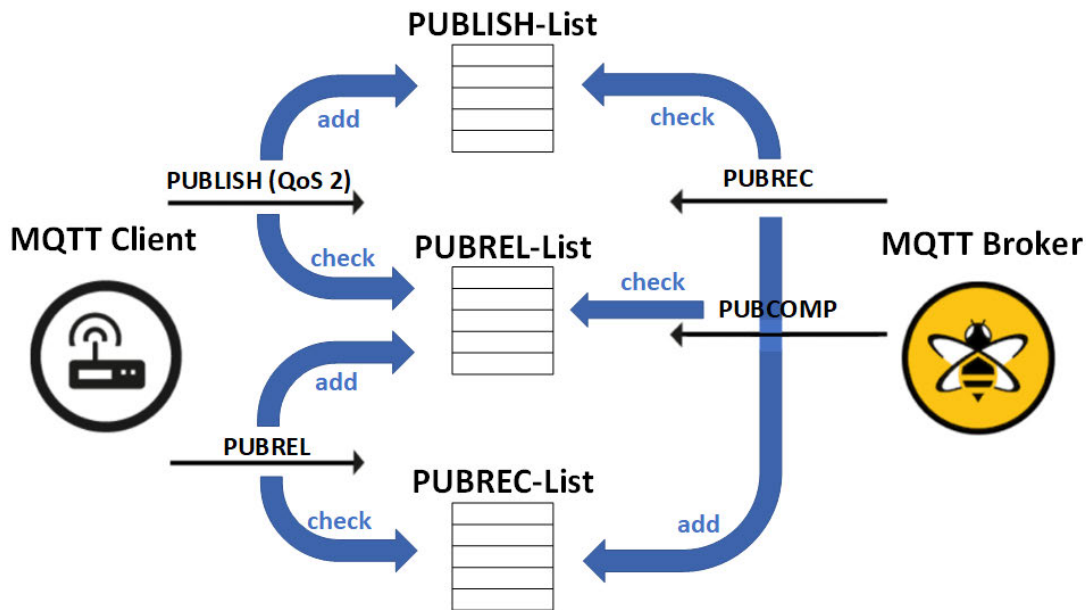 PUBLISH-List
add
check
PUBLISH (QoS 2)
PUBREC
MQTT Client
PUBREL-List
MQTT Broker
check
check
PUBCOMP
add
PUBREL
PUBREC-List
check
add